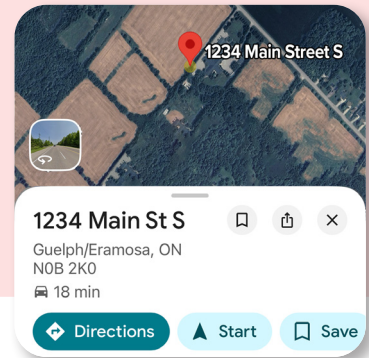 1234 Main Street S
1234 Main St S
Guelph/Eramosa, ON
N0B 2K0
18 min
Directions
Start
Save